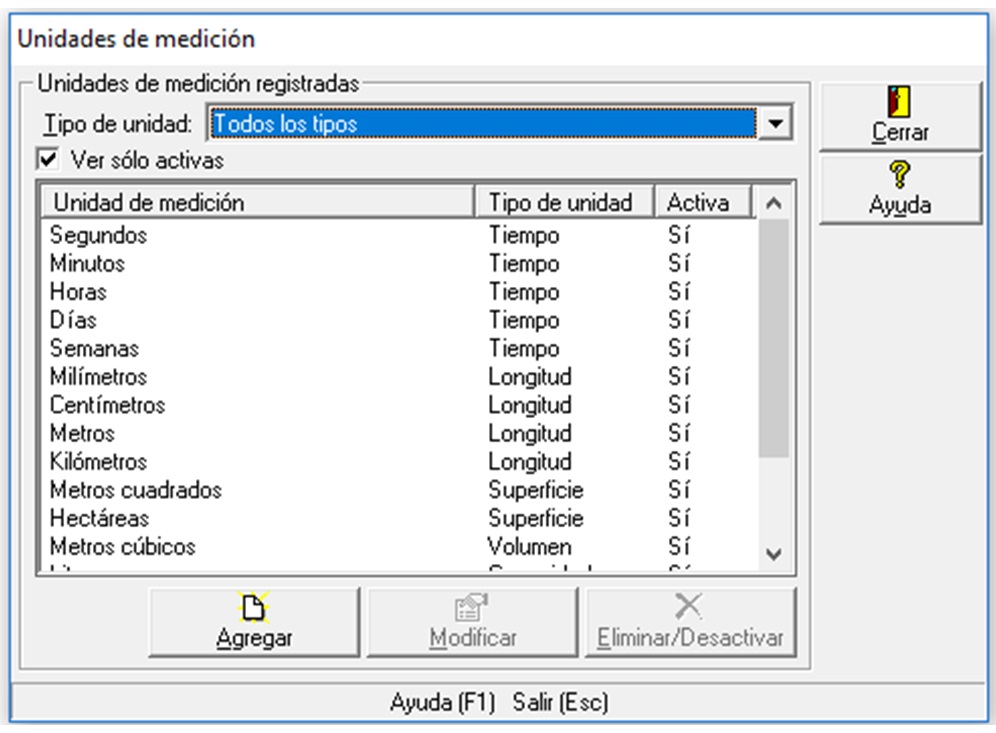 Unidades de medición
Unidades de medición registradas
Tipo de unidad: Todos los tipos
Cerrar
Ver sólo activas
Ayuda
Unidad de medición Tipo de unidad Activa
Segundos Tiempo Sí
Minutos Tiempo Sí
Horas Tiempo Sí
Días Tiempo Sí
Semanas Tiempo Sí
Milímetros Longitud Sí
Centímetros Longitud Sí
Metros Longitud Sí
Kilómetros Longitud Sí
Metros cuadrados Superficie Sí
Hectáreas Superficie Sí
Metros cúbicos Volumen Sí
Agregar Modificar Eliminar/Desactivar
Ayuda (F1) Salir (Esc)